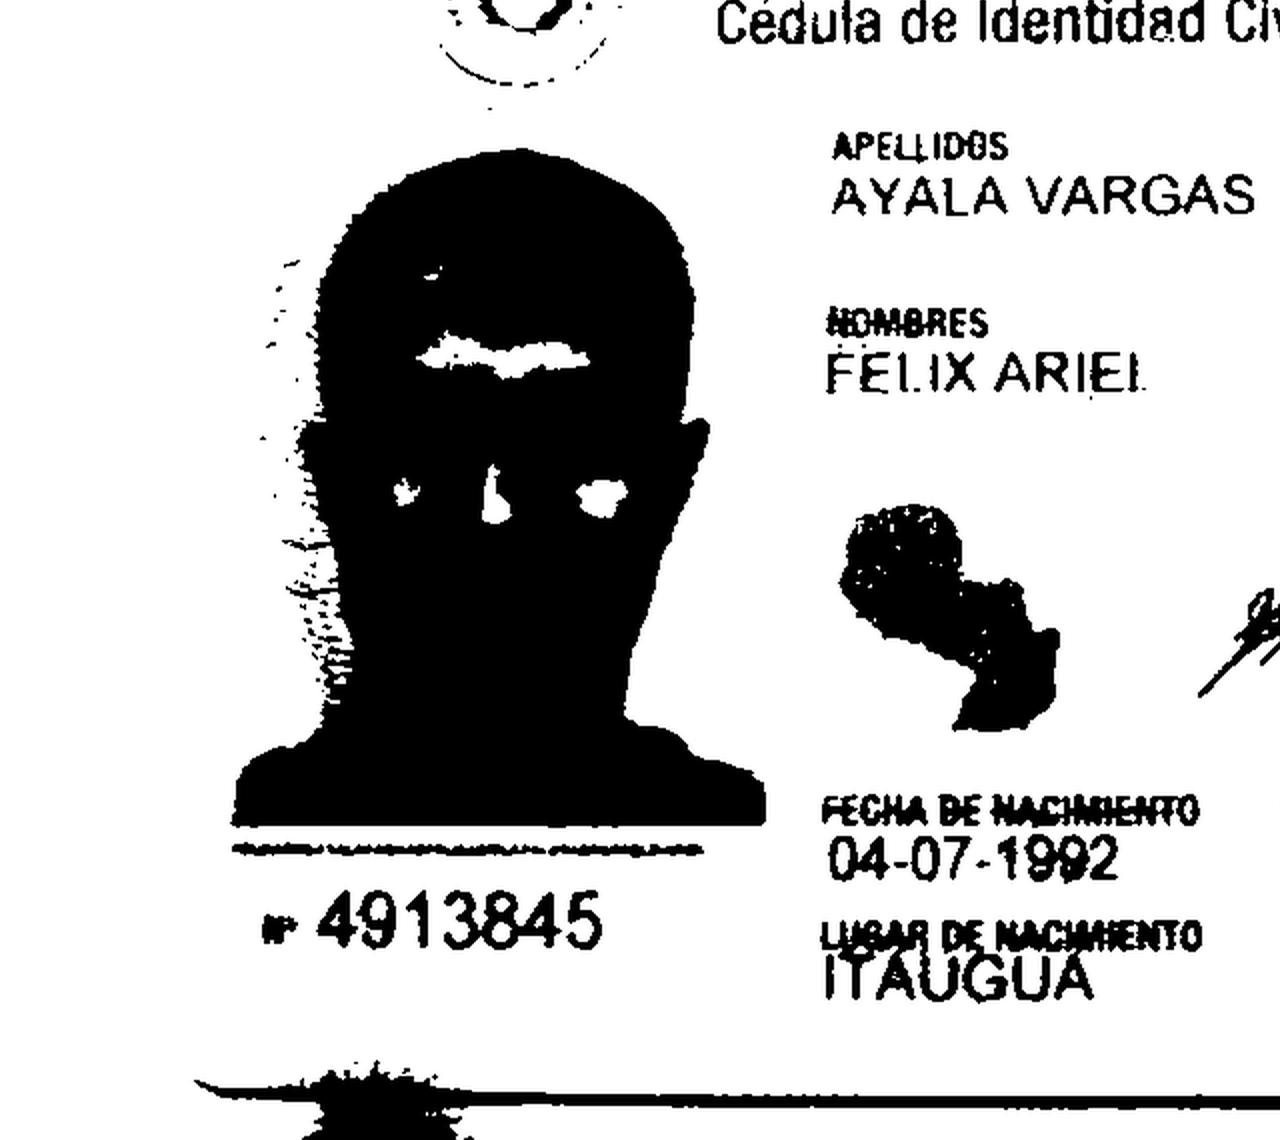 Cédula de Identidad Civ
APELLIDOS
AYALA VARGAS
NOMBRES
FELIX ARIEL
FECHA DE NACIMIENTO
04-07-1992
Nº 4913845
LUGAR DE NACIMIENTO
ITAUGUA